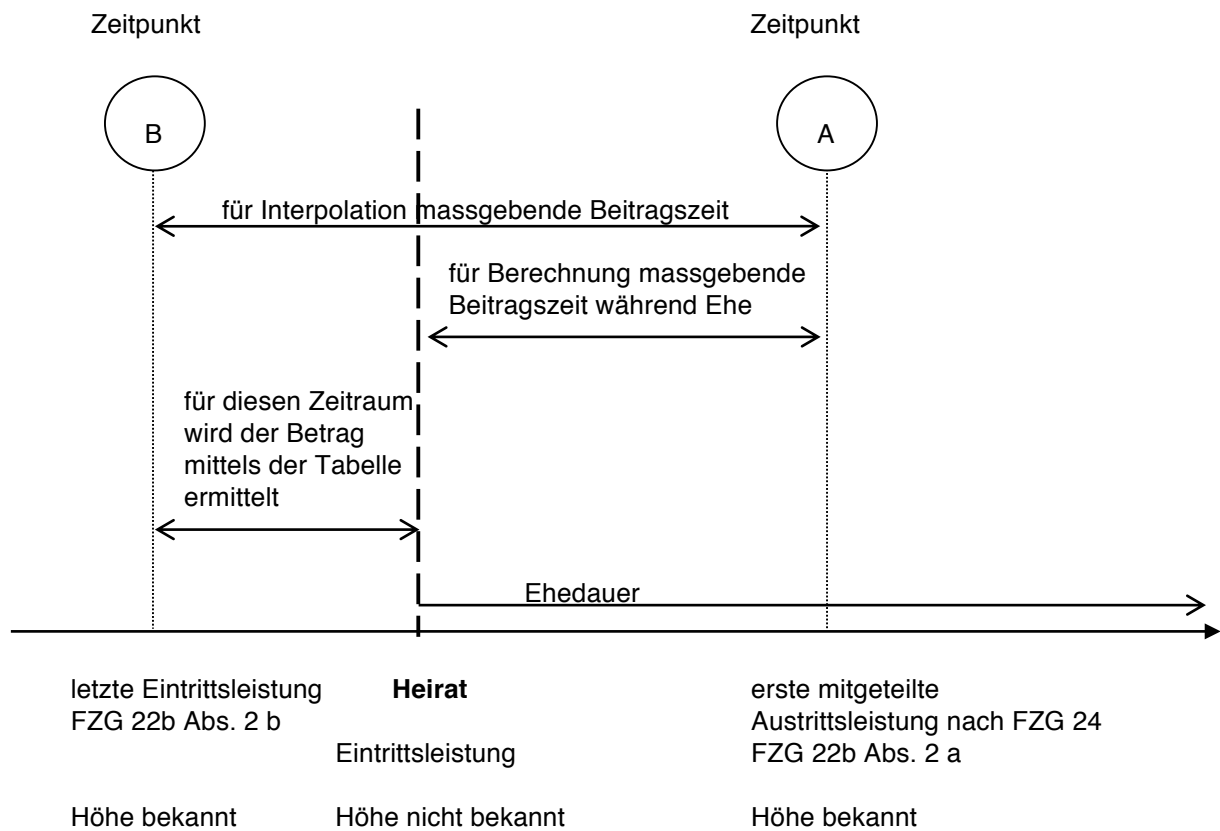 Zeitpunkt
Zeitpunkt
B
A
für Interpolation massgebende Beitragszeit
für Berechnung massgebende
Beitragszeit während Ehe
für diesen Zeitraum
wird der Betrag
mittels der Tabelle
ermittelt
Ehedauer
letzte Eintrittsleistung
FZG 22b Abs. 2 b
Höhe bekannt
Heirat
Eintrittsleistung
Höhe nicht bekannt
erste mitgeteilte
Austrittsleistung nach FZG 24
FZG 22b Abs. 2 a
Höhe bekannt